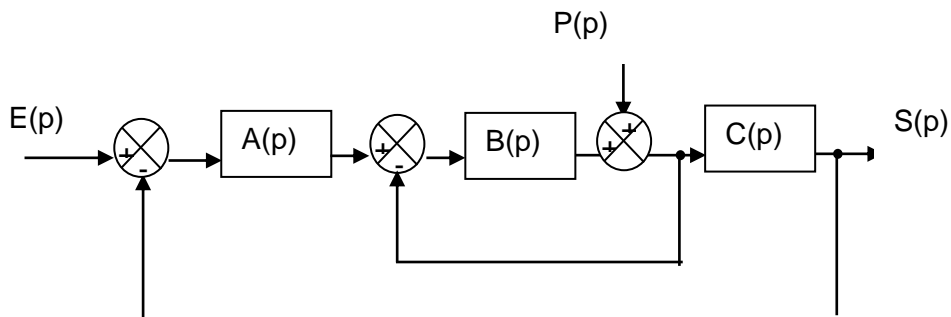 P(p)
E(p)
A(p)
B(p)
C(p)
S(p)
+
-
+
-
+
+